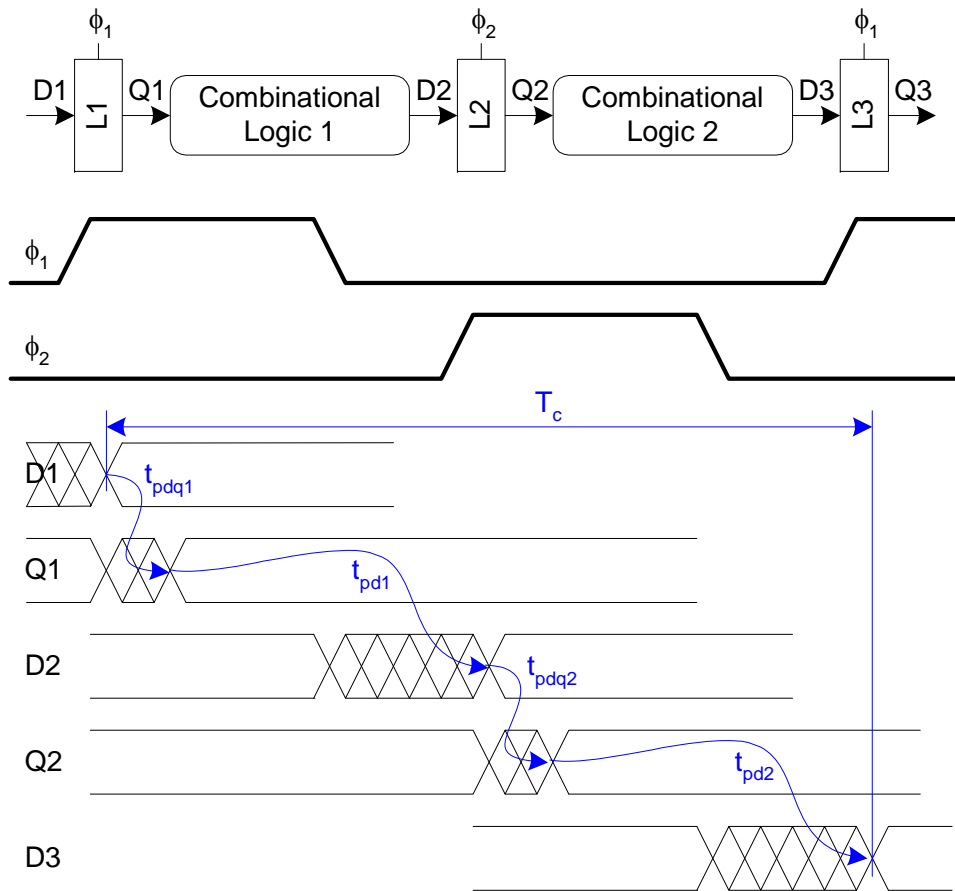 ϕ1 ϕ2 ϕ1
D1 L1 Q1 Combinational Logic 1 D2 L2 Q2 Combinational Logic 2 D3 L3 Q3
ϕ1
ϕ2
Tc
D1
tpdq1
Q1
tpd1
D2
tpdq2
Q2
tpd2
D3